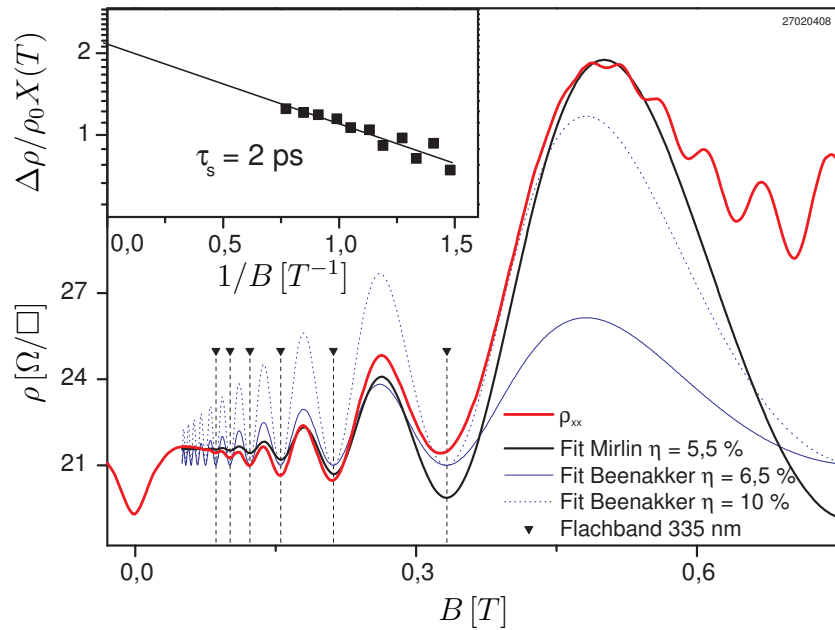 27020408
Δρ/ρ₀X(T)
2
1
τₛ = 2 ps
0,0 0,5 1,0 1,5
1/B [T⁻¹]
ρ [Ω/□]
27
24
21
ρₓₓ
Fit Mirlin η = 5,5 %
Fit Beenakker η = 6,5 %
Fit Beenakker η = 10 %
Flachband 335 nm
0,0 0,3 0,6
B [T]